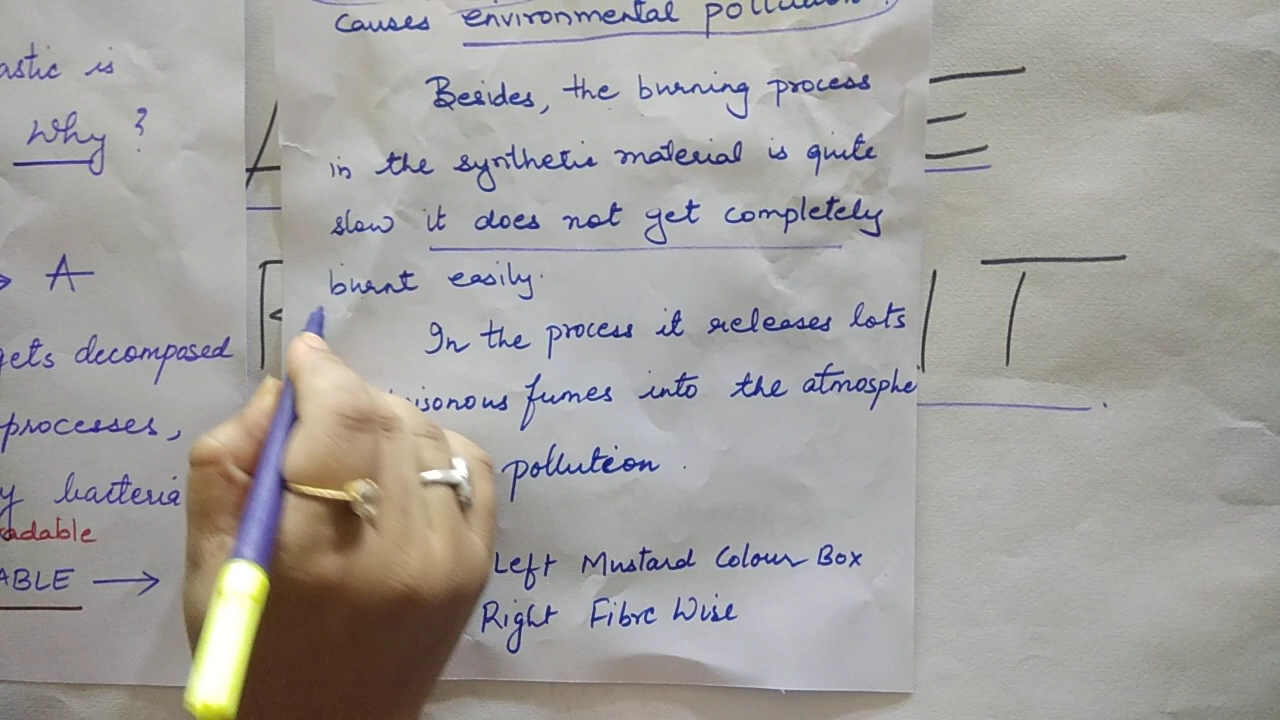 astic is
Why ?
A
gets decomposed
processes,
y bacteria
adable
ABLE
causes environmental pollution.
Besides, the burning process
in the synthetic material is quite
slow it does not get completely
burnt easily.
In the process it releases lots
isonous fumes into the atmosphe
pollution.
Left Mustard Colour Box
Right Fibre Wise